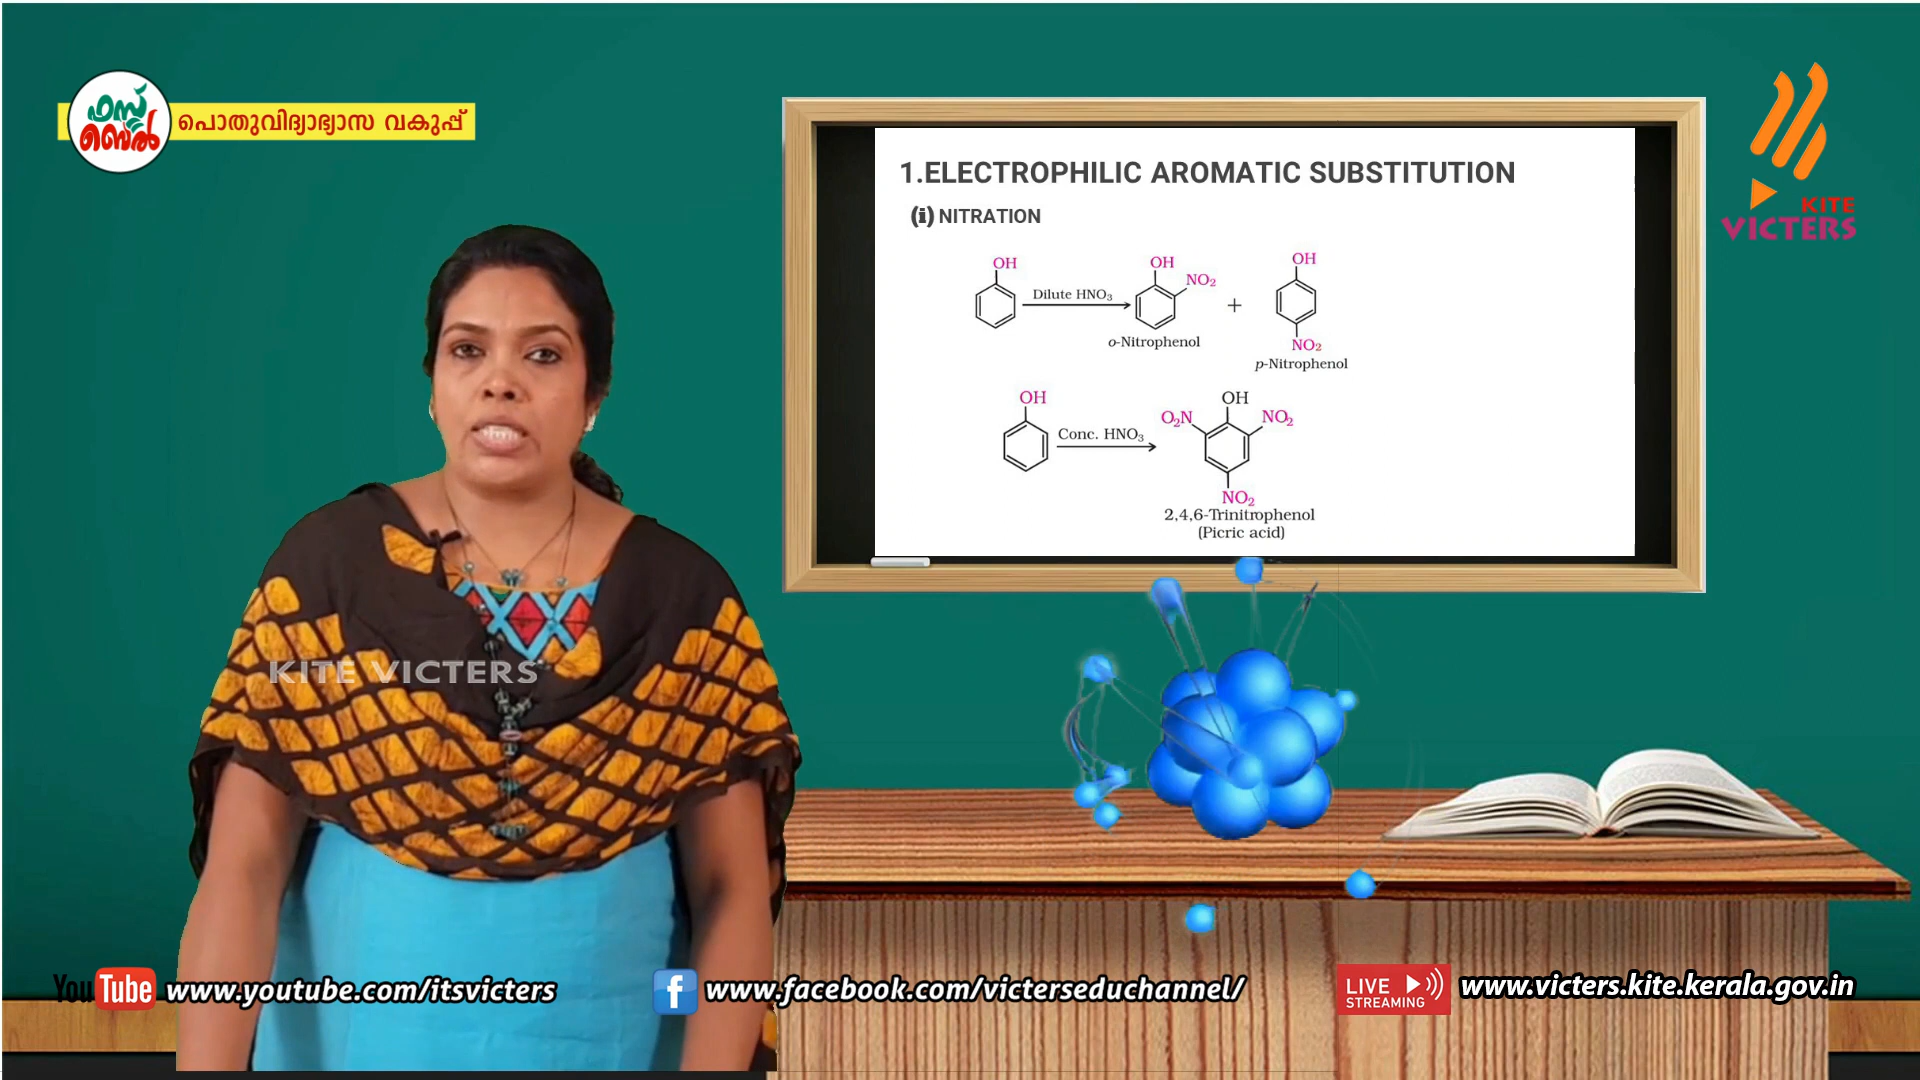 ഫസ്റ്റ്
ബെൽ
പൊതുവിദ്യാഭ്യാസ വകുപ്പ്
KITE
VICTERS
1.ELECTROPHILIC AROMATIC SUBSTITUTION
(i) NITRATION
OH
Dilute HNO₃
OH
NO₂
o-Nitrophenol
+
OH
NO₂
p-Nitrophenol
OH
Conc. HNO₃
OH
O₂N
NO₂
NO₂
2,4,6-Trinitrophenol
(Picric acid)
KITE VICTERS
YouTube www.youtube.com/itsvicters
f www.facebook.com/victerseduchannel/
LIVE STREAMING www.victers.kite.kerala.gov.in